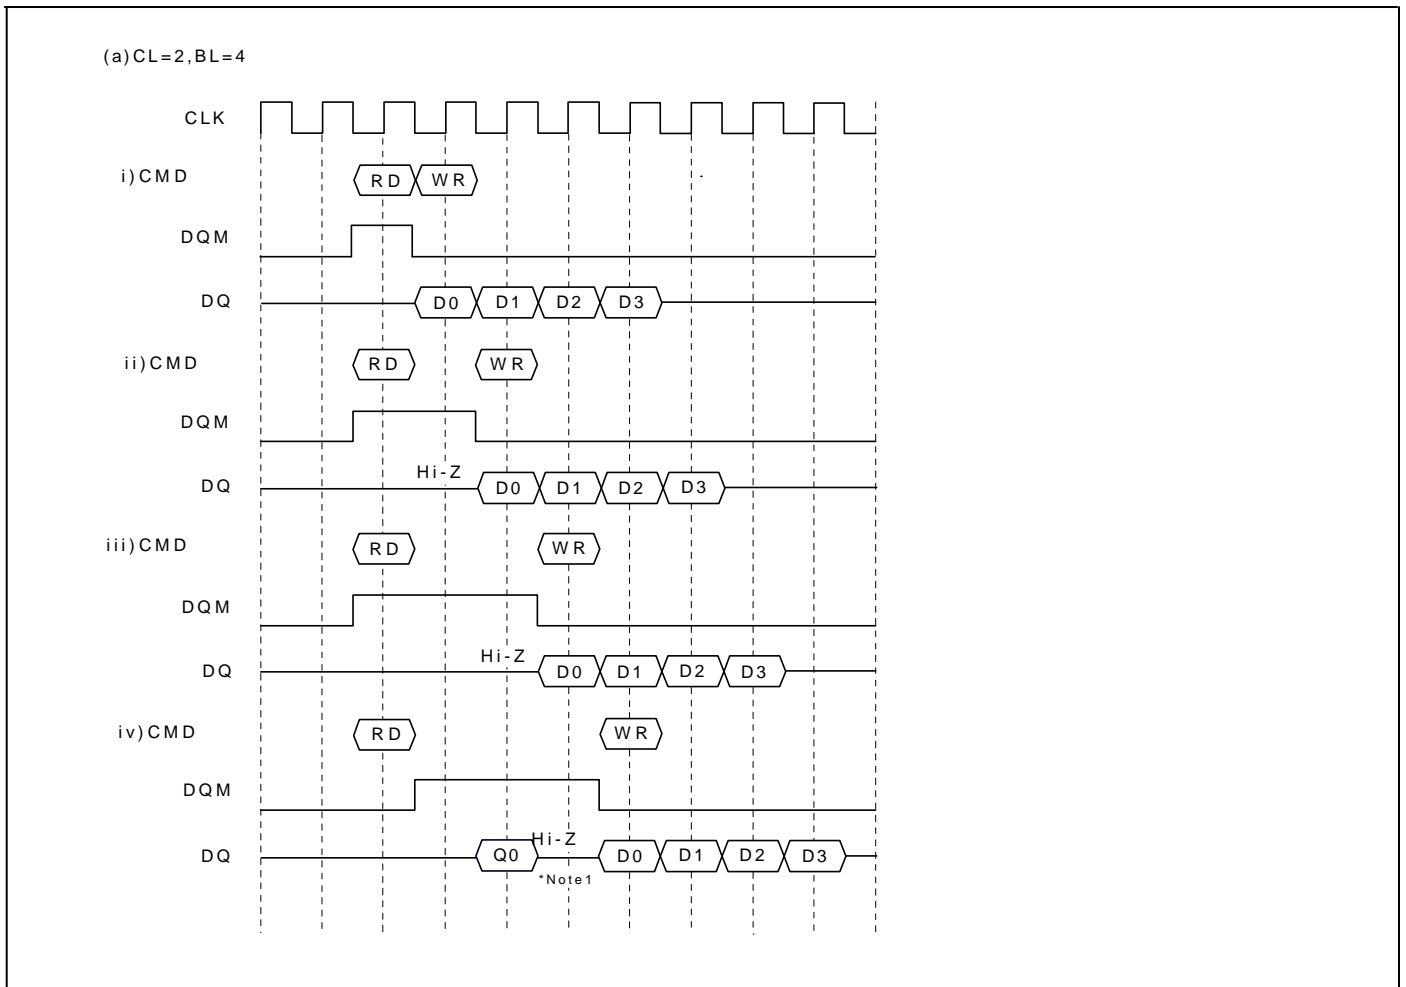 (a)CL=2,BL=4
CLK
i)CMD RD WR
DQM
DQ D0 D1 D2 D3
ii)CMD RD WR
DQM
Hi-Z
DQ D0 D1 D2 D3
iii)CMD RD WR
DQM
Hi-Z
DQ D0 D1 D2 D3
iv)CMD RD WR
DQM
Hi-Z
DQ Q0 D0 D1 D2 D3
*Note1